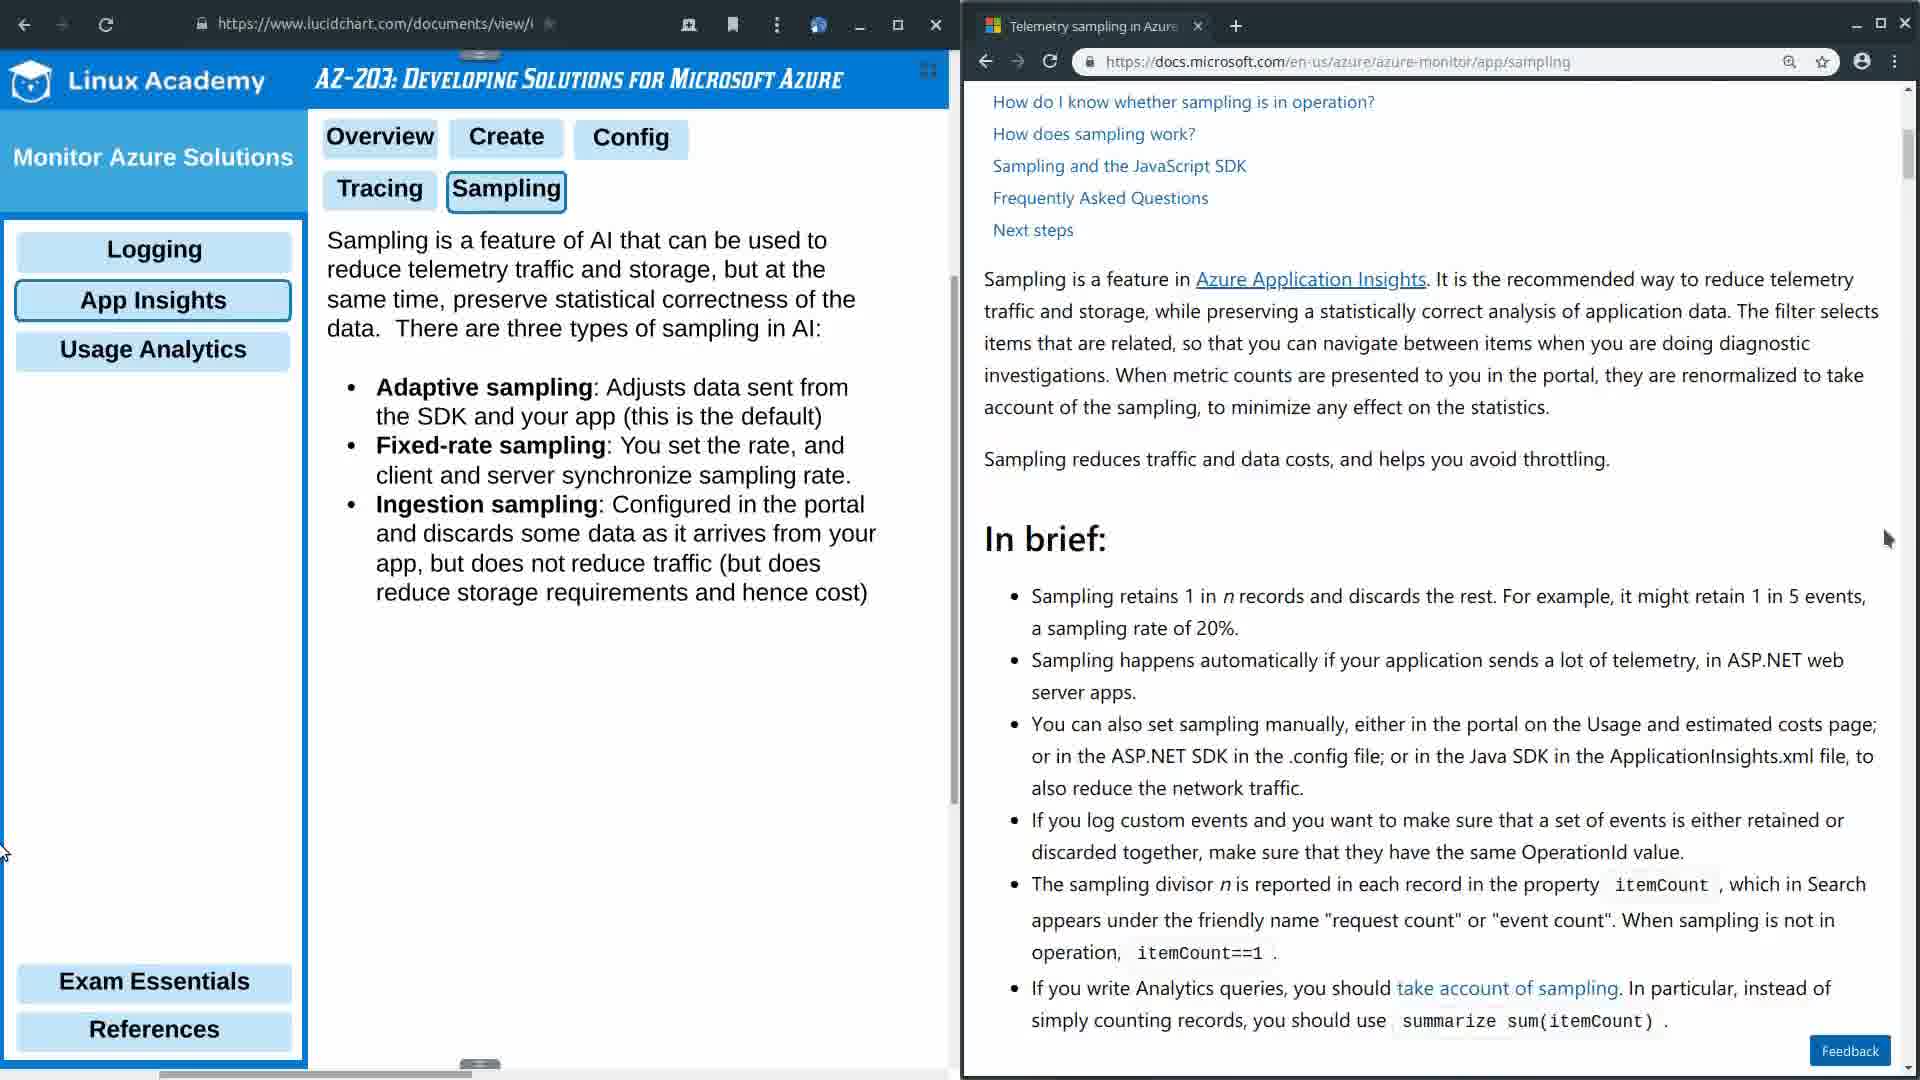 https://www.lucidchart.com/documents/view/
Linux Academy
AZ-203: Developing Solutions for Microsoft Azure
Monitor Azure Solutions
Logging
App Insights
Usage Analytics
Exam Essentials
References
Overview
Create
Config
Tracing
Sampling
Sampling is a feature of AI that can be used to
reduce telemetry traffic and storage, but at the
same time, preserve statistical correctness of the
data.  There are three types of sampling in AI:
• Adaptive sampling: Adjusts data sent from
the SDK and your app (this is the default)
• Fixed-rate sampling: You set the rate, and
client and server synchronize sampling rate.
• Ingestion sampling: Configured in the portal
and discards some data as it arrives from your
app, but does not reduce traffic (but does
reduce storage requirements and hence cost)
Telemetry sampling in Azure
https://docs.microsoft.com/en-us/azure/azure-monitor/app/sampling
How do I know whether sampling is in operation?
How does sampling work?
Sampling and the JavaScript SDK
Frequently Asked Questions
Next steps
Sampling is a feature in Azure Application Insights. It is the recommended way to reduce telemetry
traffic and storage, while preserving a statistically correct analysis of application data. The filter selects
items that are related, so that you can navigate between items when you are doing diagnostic
investigations. When metric counts are presented to you in the portal, they are renormalized to take
account of the sampling, to minimize any effect on the statistics.
Sampling reduces traffic and data costs, and helps you avoid throttling.
In brief:
• Sampling retains 1 in n records and discards the rest. For example, it might retain 1 in 5 events,
a sampling rate of 20%.
• Sampling happens automatically if your application sends a lot of telemetry, in ASP.NET web
server apps.
• You can also set sampling manually, either in the portal on the Usage and estimated costs page;
or in the ASP.NET SDK in the .config file; or in the Java SDK in the ApplicationInsights.xml file, to
also reduce the network traffic.
• If you log custom events and you want to make sure that a set of events is either retained or
discarded together, make sure that they have the same OperationId value.
• The sampling divisor n is reported in each record in the property itemCount , which in Search
appears under the friendly name "request count" or "event count". When sampling is not in
operation, itemCount==1 .
• If you write Analytics queries, you should take account of sampling. In particular, instead of
simply counting records, you should use summarize sum(itemCount) .
Feedback